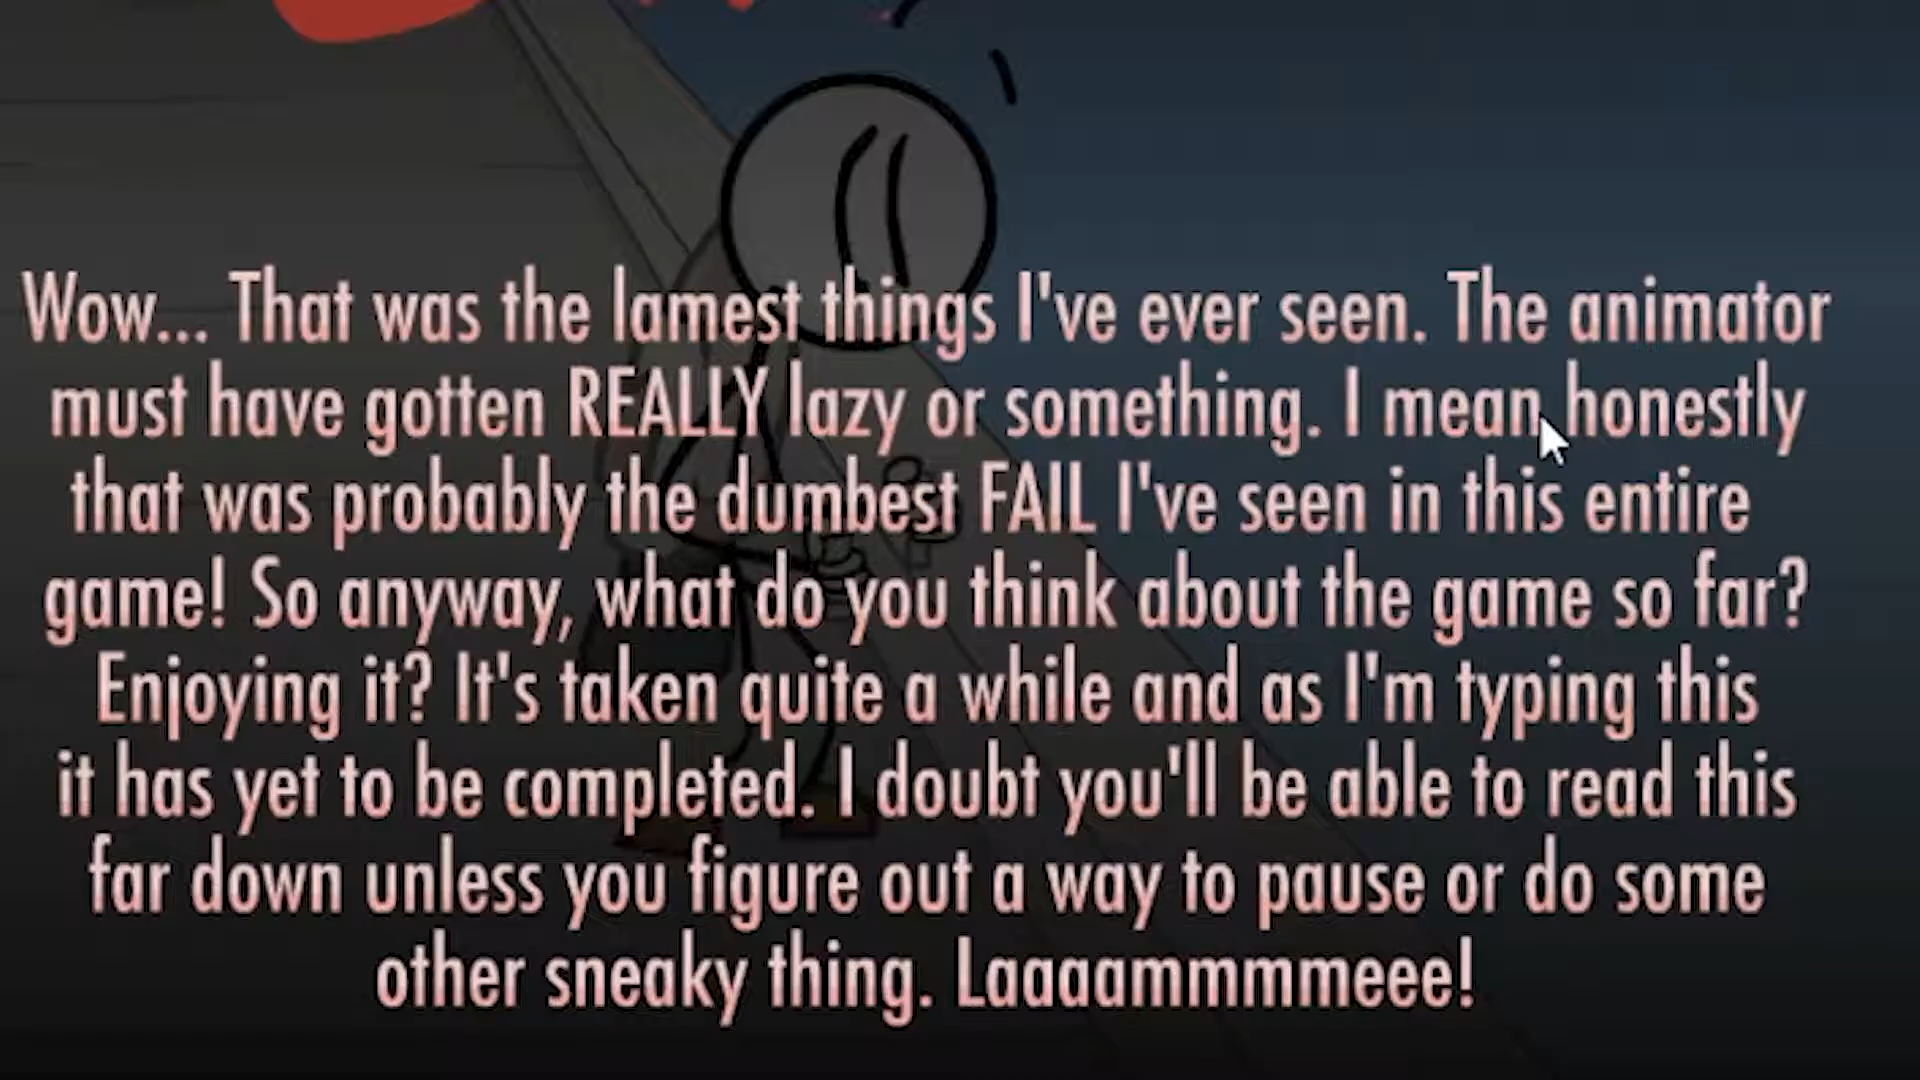 Wow... That was the lamest things I've ever seen. The animator
must have gotten REALLY lazy or something. I mean honestly
that was probably the dumbest FAIL I've seen in this entire
game! So anyway, what do you think about the game so far?
Enjoying it? It's taken quite a while and as I'm typing this
it has yet to be completed. I doubt you'll be able to read this
far down unless you figure out a way to pause or do some
other sneaky thing. Laaaammmmeee!